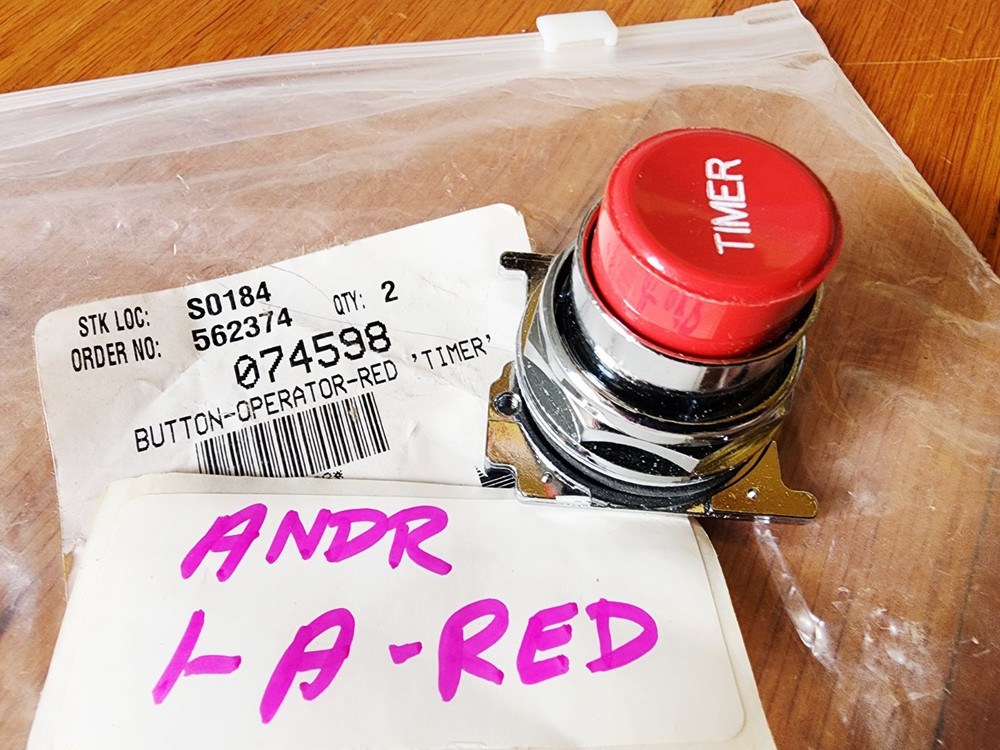 TIMER
STK LOC: S0184 QTY: 2
ORDER NO: 562374
074598
BUTTON-OPERATOR-RED 'TIMER'
ANDR
LA-RED